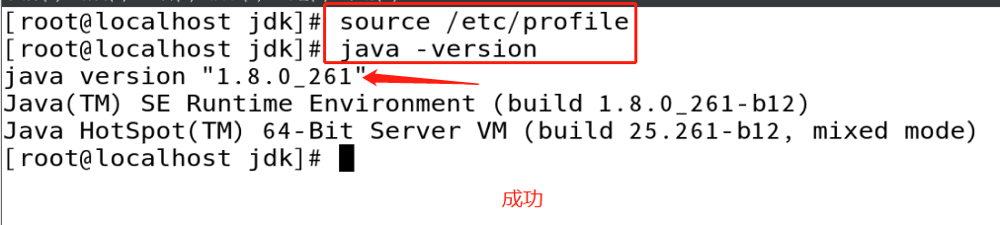 [root@localhost jdk]# source /etc/profile
[root@localhost jdk]# java -version
java version "1.8.0_261"
Java(TM) SE Runtime Environment (build 1.8.0_261-b12)
Java HotSpot(TM) 64-Bit Server VM (build 25.261-b12, mixed mode)
[root@localhost jdk]#
成功